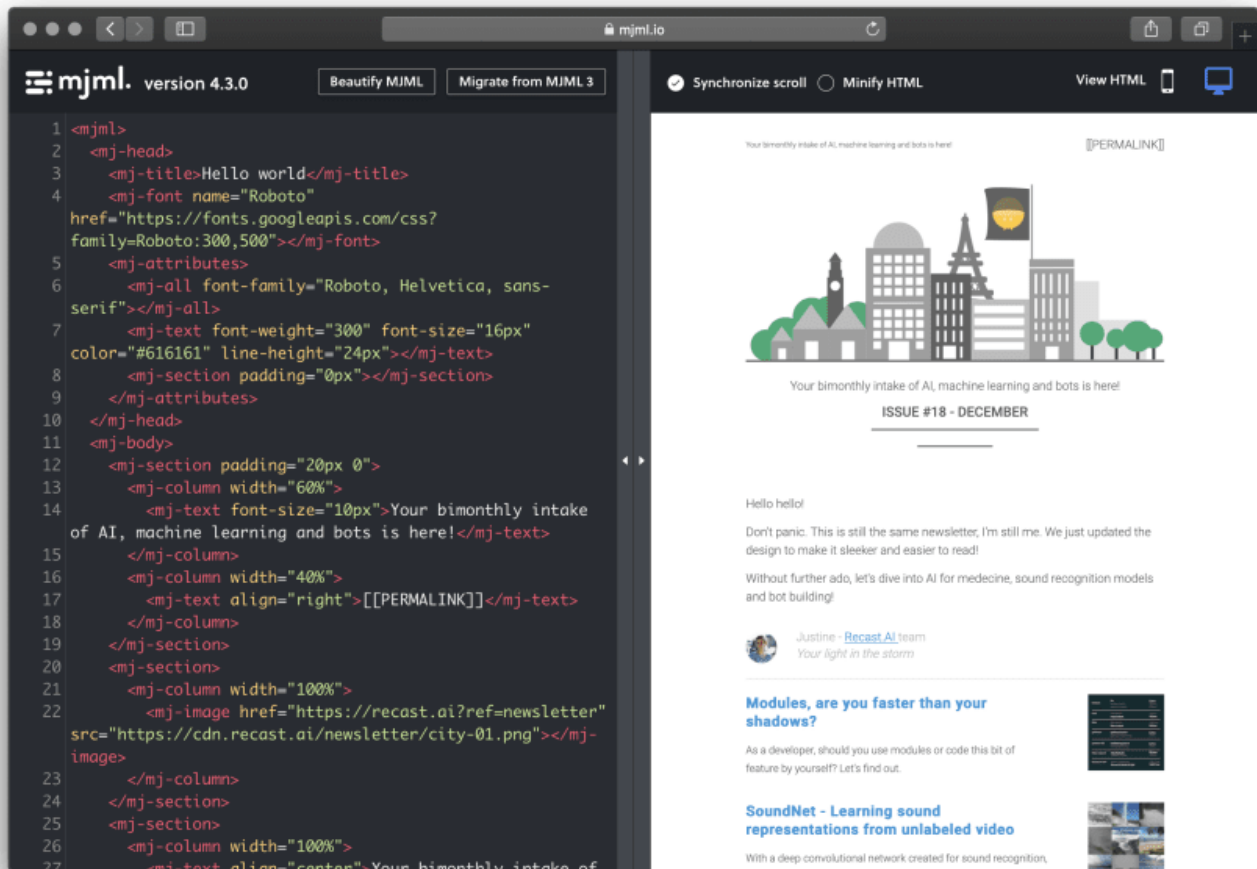 mjml.io
mjml. version 4.3.0
Beautify MJML
Migrate from MJML 3
Synchronize scroll
Minify HTML
View HTML
1 <mjml>
2 <mj-head>
3 <mj-title>Hello world</mj-title>
4 <mj-font name="Roboto"
href="https://fonts.googleapis.com/css?
family=Roboto:300,500"></mj-font>
5 <mj-attributes>
6 <mj-all font-family="Roboto, Helvetica, sans-
serif"></mj-all>
7 <mj-text font-weight="300" font-size="16px"
color="#616161" line-height="24px"></mj-text>
8 <mj-section padding="0px"></mj-section>
9 </mj-attributes>
10 </mj-head>
11 <mj-body>
12 <mj-section padding="20px 0">
13 <mj-column width="60%">
14 <mj-text font-size="10px">Your bimonthly intake
of AI, machine learning and bots is here!</mj-text>
15 </mj-column>
16 <mj-column width="40%">
17 <mj-text align="right">[[PERMALINK]]</mj-text>
18 </mj-column>
19 </mj-section>
20 <mj-section>
21 <mj-column width="100%">
22 <mj-image href="https://recast.ai?ref=newsletter"
src="https://cdn.recast.ai/newsletter/city-01.png"></mj-
image>
23 </mj-column>
24 </mj-section>
25 <mj-section>
26 <mj-column width="100%">
27 <mj-text align="center">Your bimonthly intake of
Your bimonthly intake of AI, machine learning and bots is here!
[[PERMALINK]]
Your bimonthly intake of AI, machine learning and bots is here!
ISSUE #18 - DECEMBER
Hello hello!
Don't panic. This is still the same newsletter, I'm still me. We just updated the
design to make it sleeker and easier to read!
Without further ado, let's dive into AI for medecine, sound recognition models
and bot building!
Justine - Recast.AI team
Your light in the storm
Modules, are you faster than your
shadows?
As a developer, should you use modules or code this bit of
feature by yourself? Let's find out.
SoundNet - Learning sound
representations from unlabeled video
With a deep convolutional network created for sound recognition,